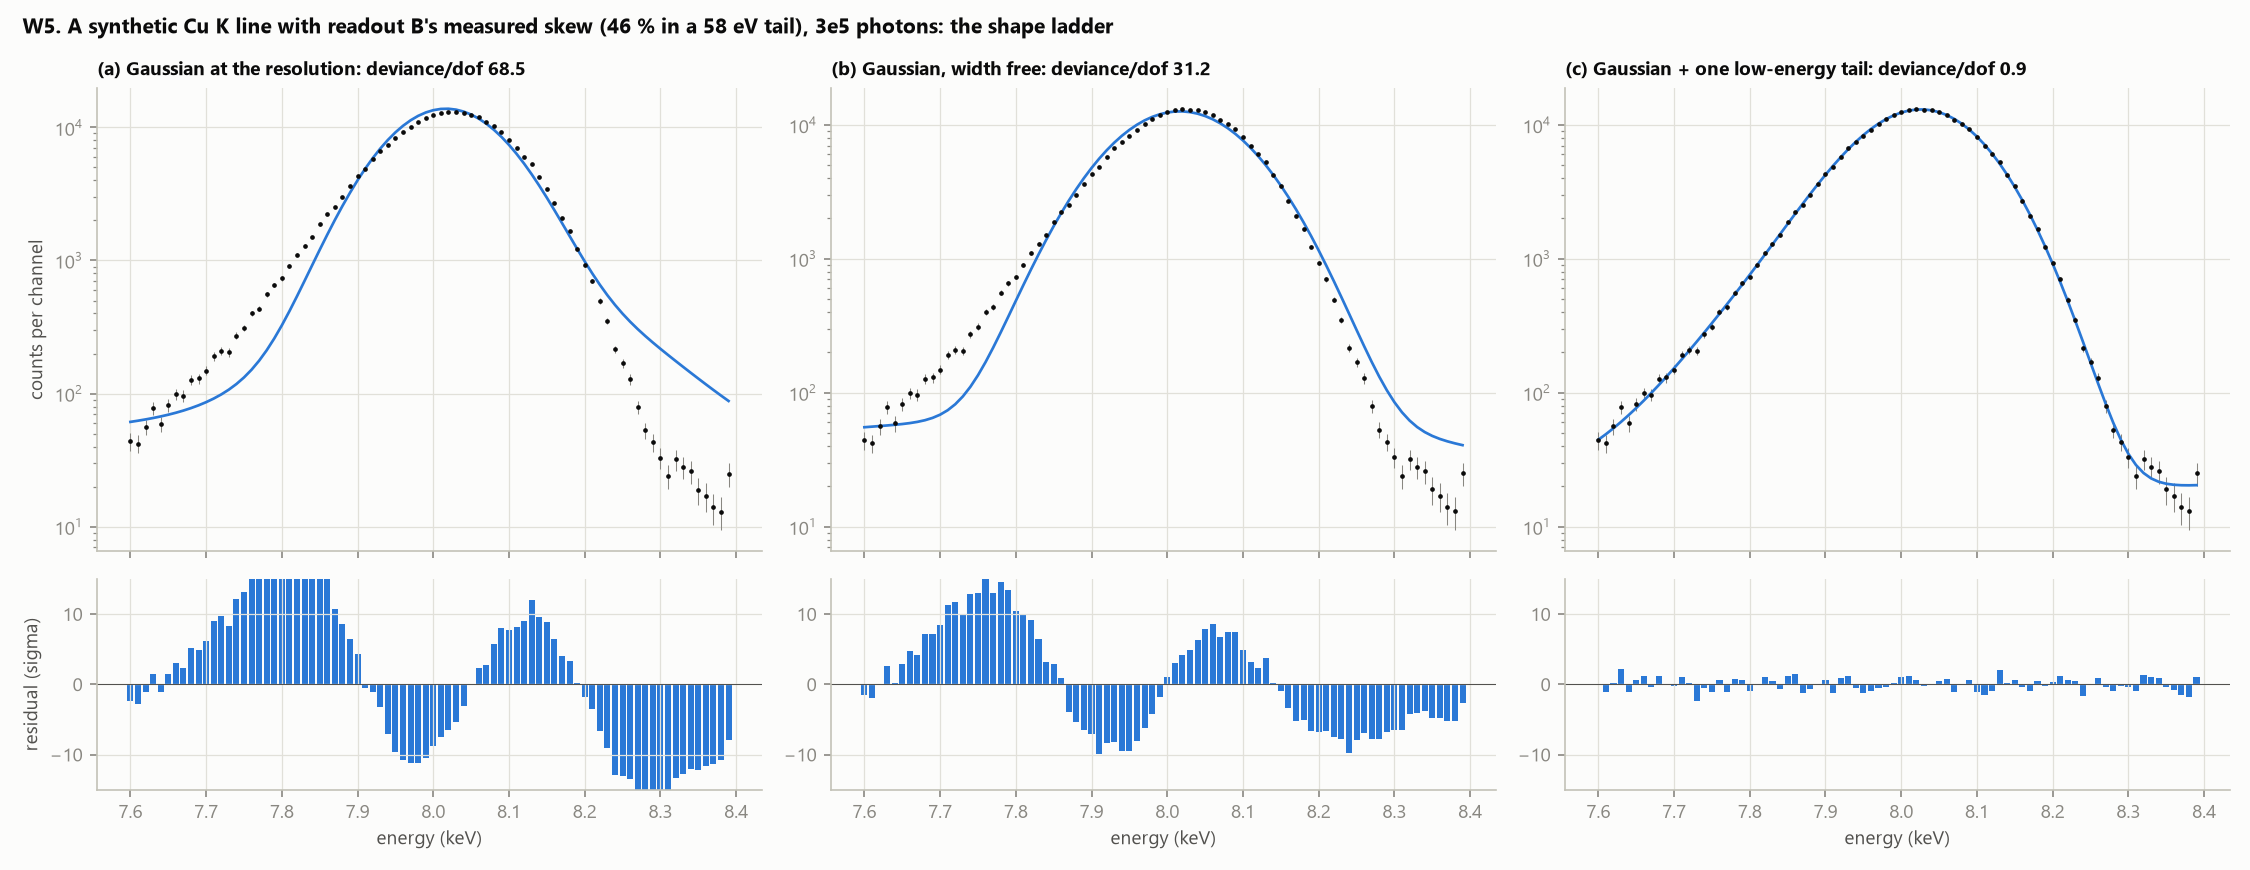 W5. A synthetic Cu K line with readout B's measured skew (46 % in a 58 eV tail), 3e5 photons: the shape ladder
(a) Gaussian at the resolution: deviance/dof 68.5
(b) Gaussian, width free: deviance/dof 31.2
(c) Gaussian + one low-energy tail: deviance/dof 0.9
counts per channel
10⁴
10³
10²
10¹
10⁴
10³
10²
10¹
10⁴
10³
10²
10¹
residual (sigma)
10
0
−10
10
0
−10
10
0
−10
7.6 7.7 7.8 7.9 8.0 8.1 8.2 8.3 8.4
7.6 7.7 7.8 7.9 8.0 8.1 8.2 8.3 8.4
7.6 7.7 7.8 7.9 8.0 8.1 8.2 8.3 8.4
energy (keV)
energy (keV)
energy (keV)